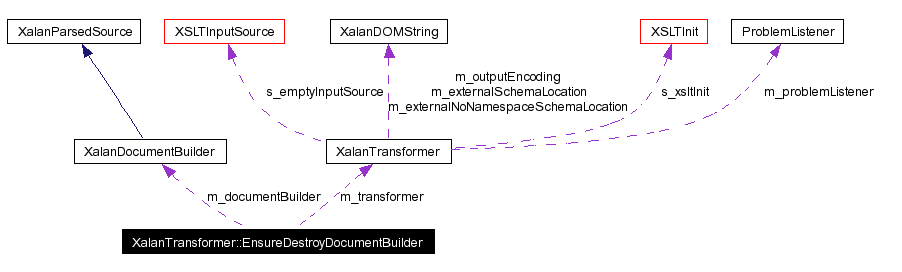 XalanParsedSource
XSLTInputSource
XalanDOMString
XSLTInit
ProblemListener
m_outputEncoding
s_emptyInputSource
m_externalSchemaLocation
s_xsltInit
m_problemListener
m_externalNoNamespaceSchemaLocation
XalanDocumentBuilder
XalanTransformer
m_documentBuilder
m_transformer
XalanTransformer::EnsureDestroyDocumentBuilder